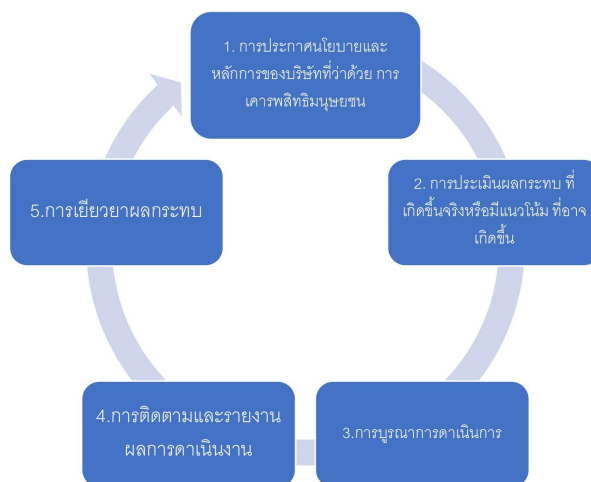 1. การประกาศนโยบายและ
หลักการของบริษัทที่ว่าด้วย การ
เคารพสิทธิมนุษยชน
2. การประเมินผลกระทบ ที่
เกิดขึ้นจริงหรือมีแนวโน้ม ที่อาจ
เกิดขึ้น
3.การบูรณาการดาเนินการ
4.การติดตามและรายงาน
ผลการดาเนินงาน
5.การเยียวยาผลกระทบ